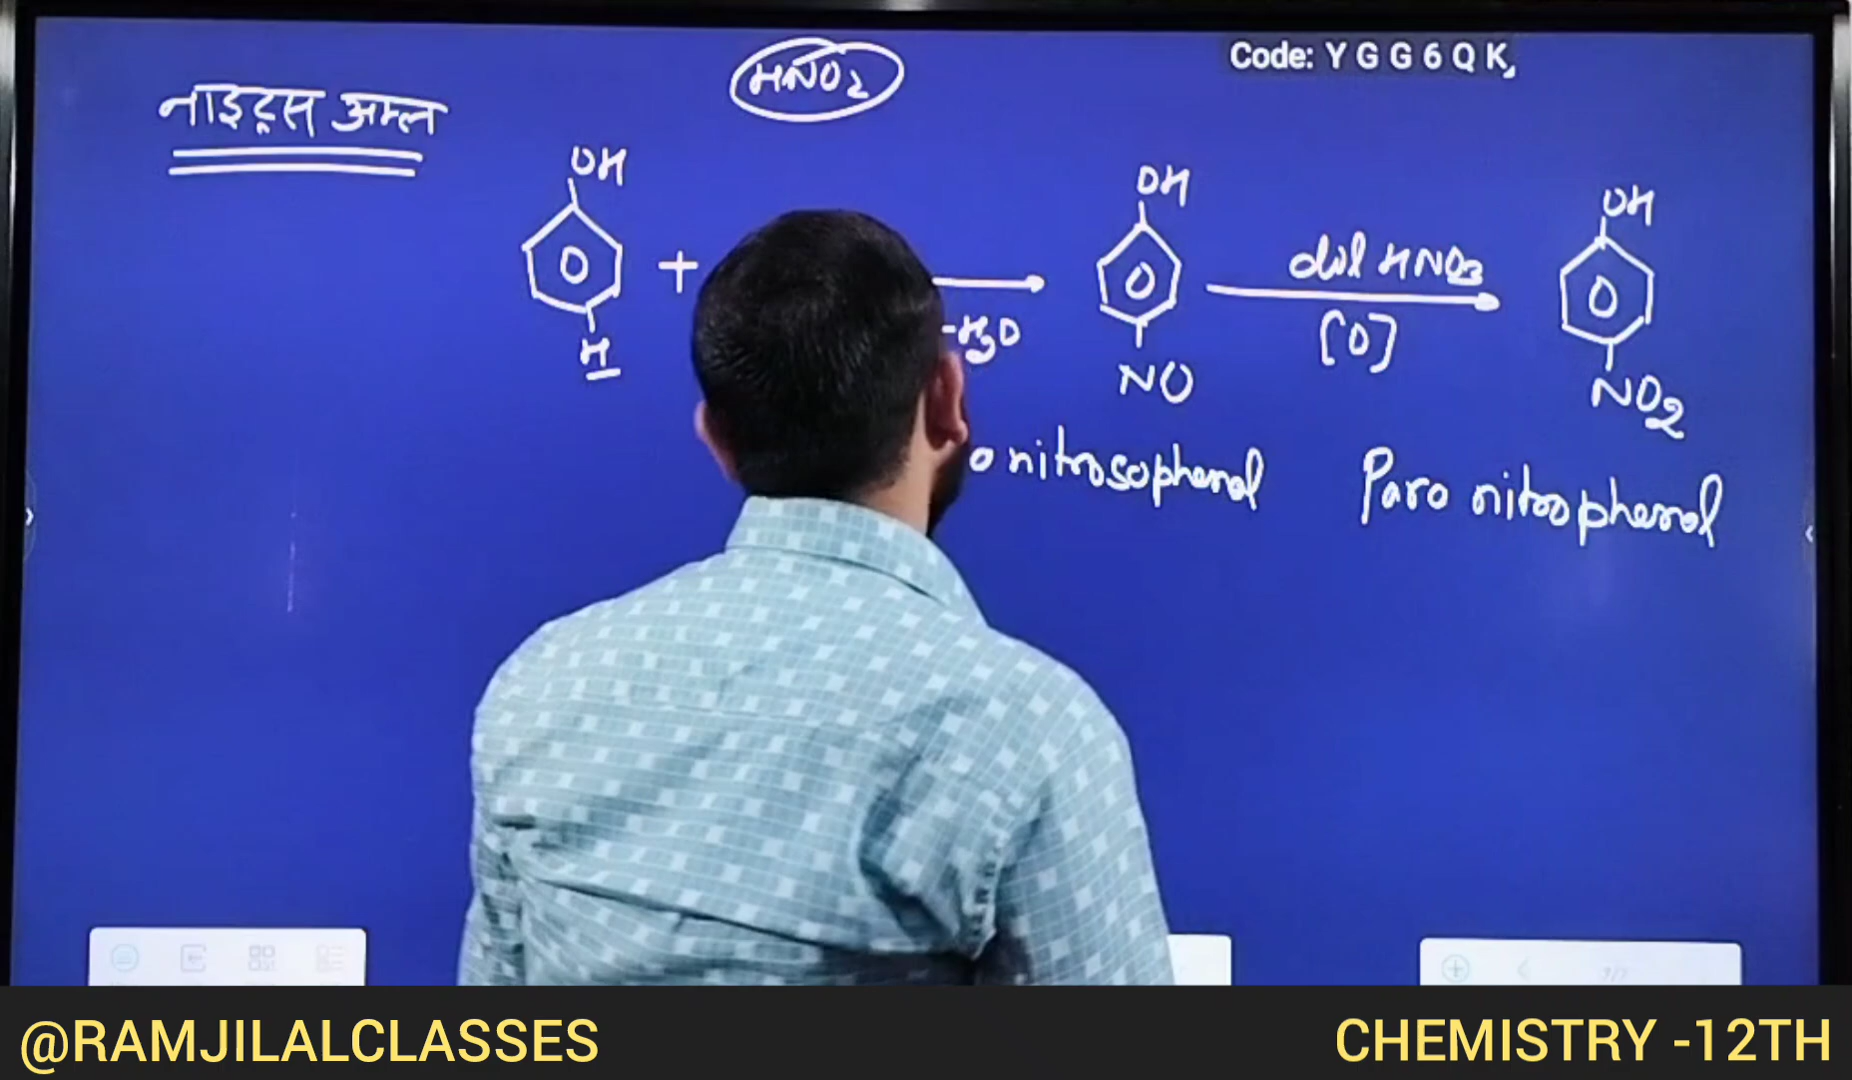 Code: Y G G 6 Q K
नाइट्रस अम्ल
HNO2
OH
OH
OH
+
dil HNO3
H
-H2O
[O]
NO
NO2
o nitrosophenol
Para nitrophenol
@RAMJILALCLASSES
CHEMISTRY -12TH